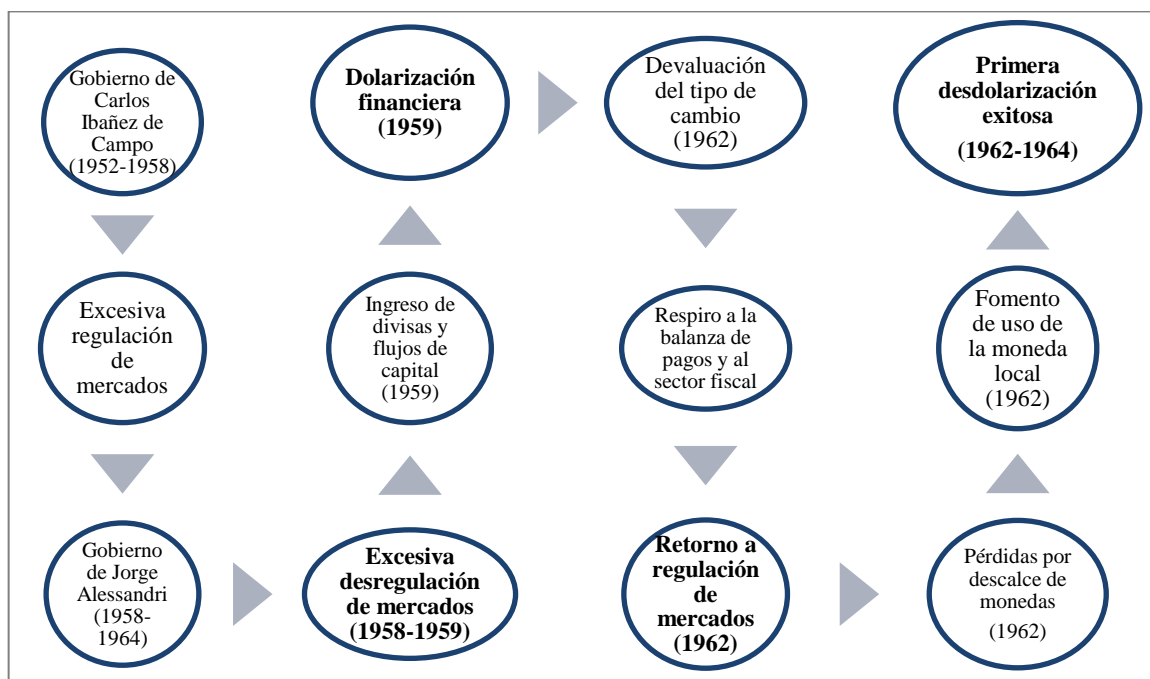 Gobierno de
Carlos
Ibañez de
Campo
(1952-1958)
Excesiva
regulación
de
mercados
Gobierno
de Jorge
Alessandri
(1958-
1964)
Excesiva
desregulación
de mercados
(1958-1959)
Ingreso de
divisas y
flujos de
capital
(1959)
Dolarización
financiera
(1959)
Devaluación
del tipo de
cambio
(1962)
Respiro a la
balanza de
pagos y al
sector fiscal
Retorno a
regulación
de
mercados
(1962)
Pérdidas por
descalce de
monedas
(1962)
Fomento
de uso de
la moneda
local
(1962)
Primera
desdolarización
exitosa
(1962-1964)